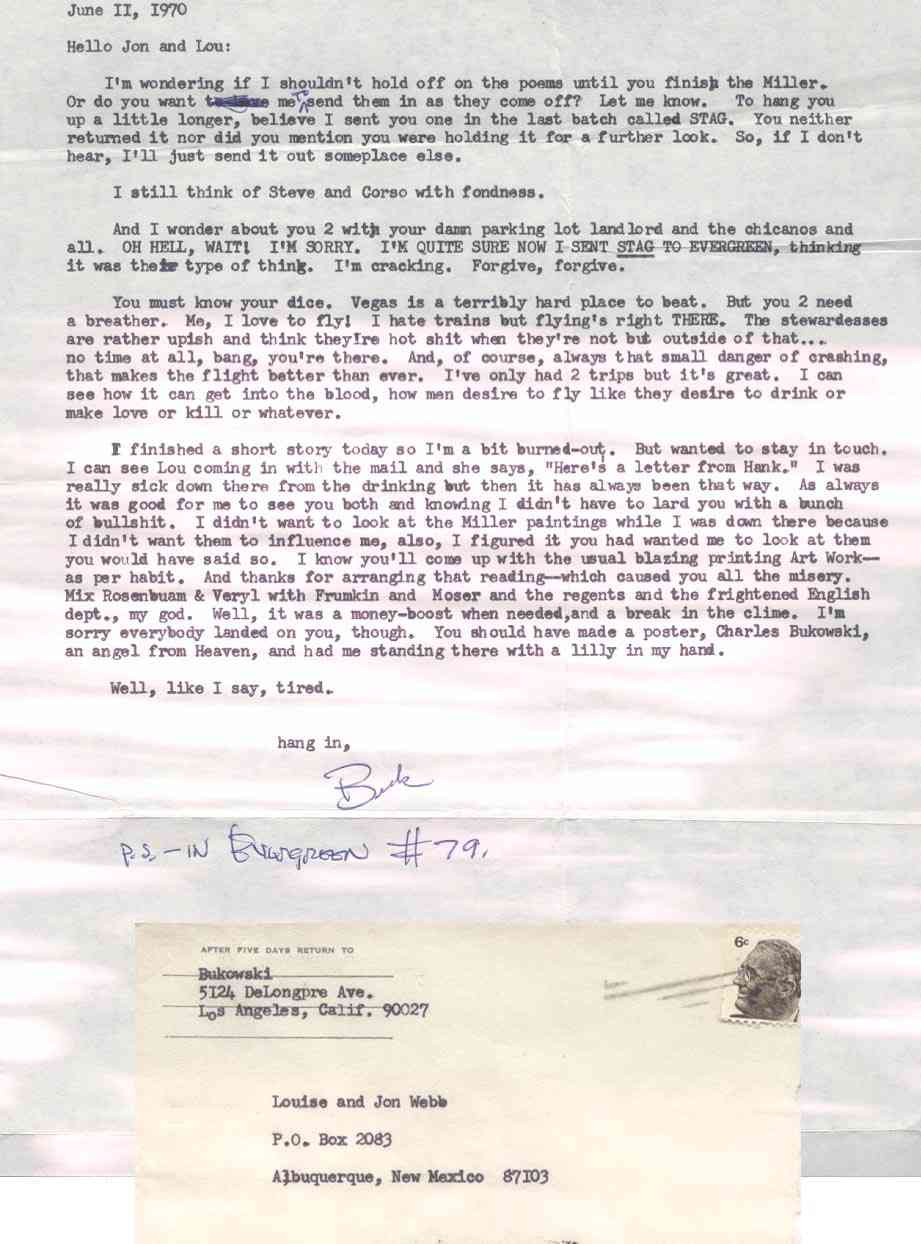 June II, I970
Hello Jon and Lou:
I'm wondering if I shouldn't hold off on the poems until you finish the Miller.
Or do you want me to send them in as they come off? Let me know. To hang you
up a little longer, believe I sent you one in the last batch called STAG. You neither
returned it nor did you mention you were holding it for a further look. So, if I don't
hear, I'll just send it out someplace else.
I still think of Steve and Corso with fondness.
And I wonder about you 2 with your damn parking lot landlord and the chicanos and
all. OH HELL, WAIT! I'M SORRY. I'M QUITE SURE NOW I SENT STAG TO EVERGREEN, thinking
it was their type of think. I'm cracking. Forgive, forgive.
You must know your dice. Vegas is a terribly hard place to beat. But you 2 need
a breather. Me, I love to fly! I hate trains but flying's right THERE. The stewardesses
are rather upish and think theyIre hot shit when they're not but outside of that...
no time at all, bang, you're there. And, of course, always that small danger of crashing,
that makes the flight better than ever. I've only had 2 trips but it's great. I can
see how it can get into the blood, how men desire to fly like they desire to drink or
make love or kill or whatever.
I finished a short story today so I'm a bit burned-out. But wanted to stay in touch.
I can see Lou coming in with the mail and she says, "Here's a letter from Hank." I was
really sick down there from the drinking but then it has always been that way. As always
it was good for me to see you both and knowing I didn't have to lard you with a bunch
of bullshit. I didn't want to look at the Miller paintings while I was down there because
I didn't want them to influence me, also, I figured it you had wanted me to look at them
you would have said so. I know you'll come up with the usual blazing printing Art Work—
as per habit. And thanks for arranging that reading—which caused you all the misery.
Mix Rosenbuam & Veryl with Frumkin and Moser and the regents and the frightened English
dept., my god. Well, it was a money-boost when needed,and a break in the clime. I'm
sorry everybody landed on you, though. You should have made a poster, Charles Bukowski,
an angel from Heaven, and had me standing there with a lilly in my hand.
Well, like I say, tired.
hang in,
Buk
P.S. – IN EVERGREEN #79.
AFTER FIVE DAYS RETURN TO
Bukowski
5I24 DeLongpre Ave.
Los Angeles, Calif. 90027
6c
Louise and Jon Webb
P.O. Box 2083
Albuquerque, New Mexico 87I03